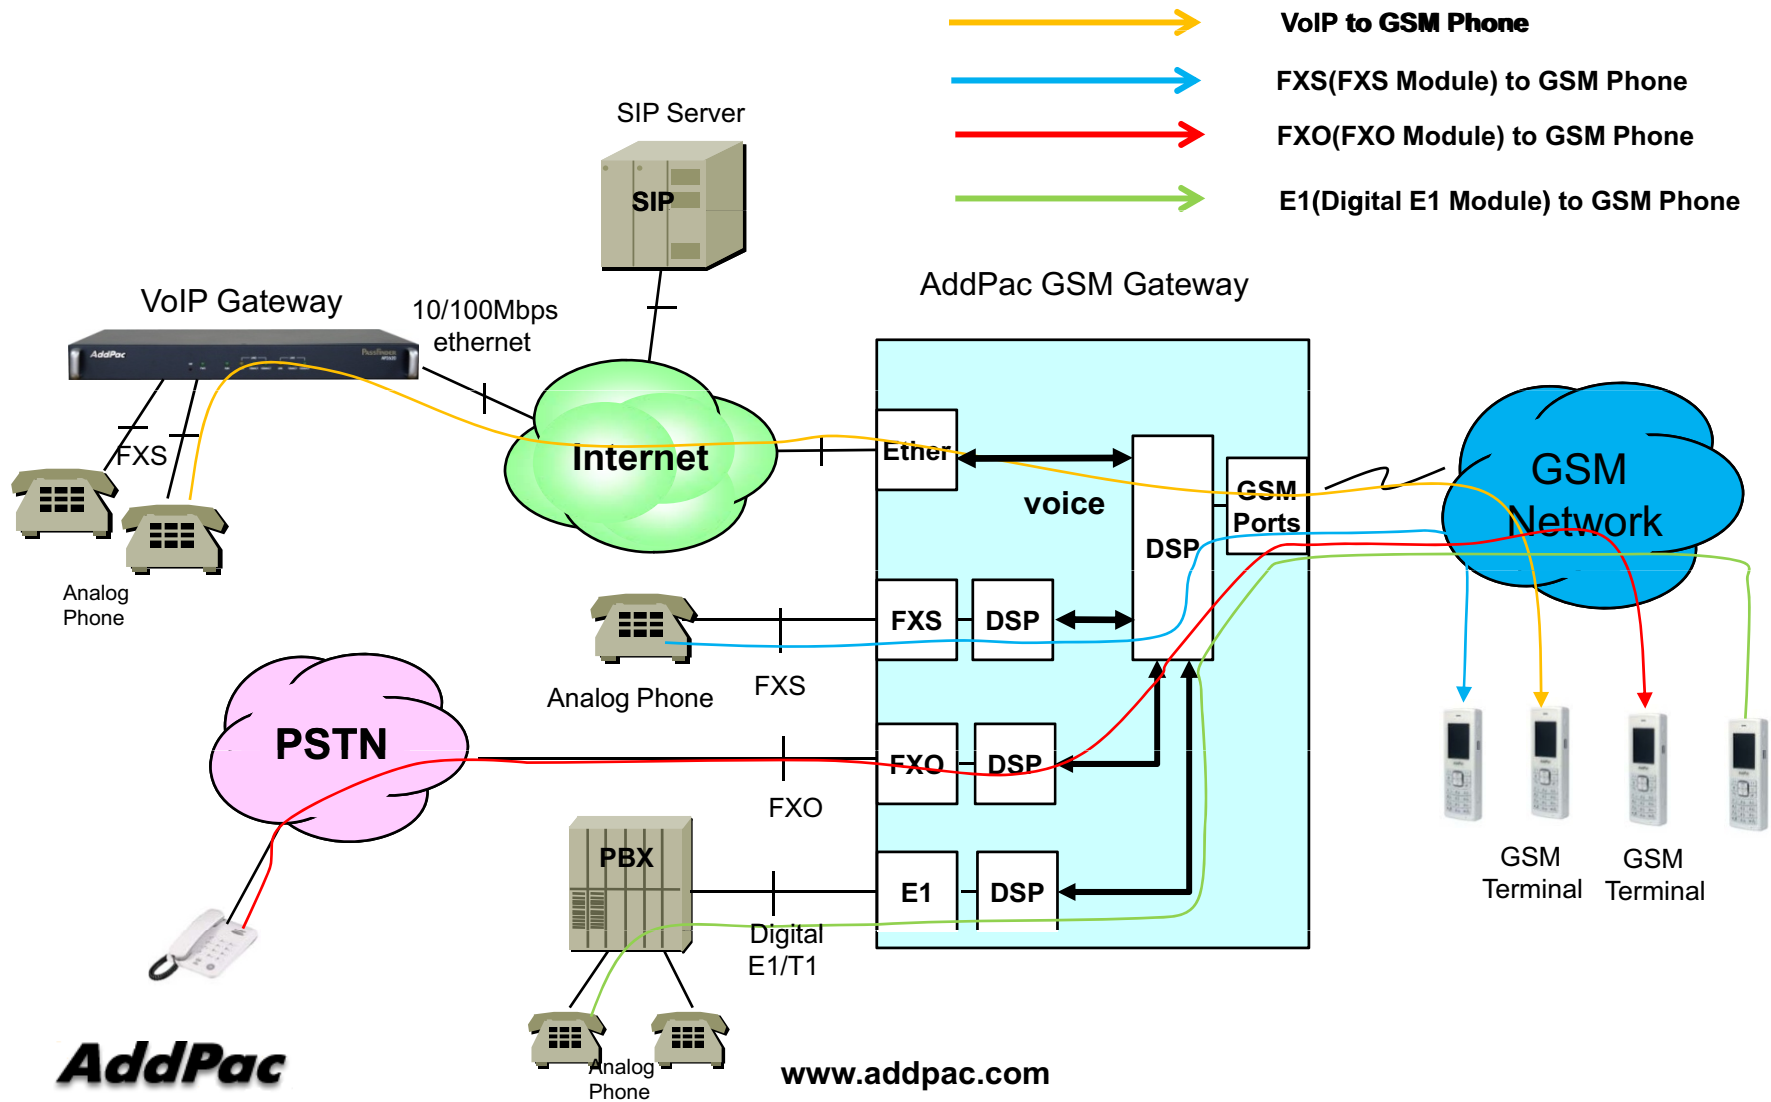 VoIP to GSM Phone
FXS(FXS Module) to GSM Phone
FXO(FXO Module) to GSM Phone
E1(Digital E1 Module) to GSM Phone
SIP Server
SIP
AddPac GSM Gateway
VoIP Gateway
10/100Mbps
ethernet
AddPac
FXS
Analog
Phone
Internet
Ether
voice
DSP
GSM
Ports
GSM
Network
FXS
DSP
Analog Phone
FXS
PSTN
FXO
DSP
FXO
PBX
E1
DSP
Digital
E1/T1
GSM
Terminal
GSM
Terminal
Analog
Phone
AddPac
www.addpac.com